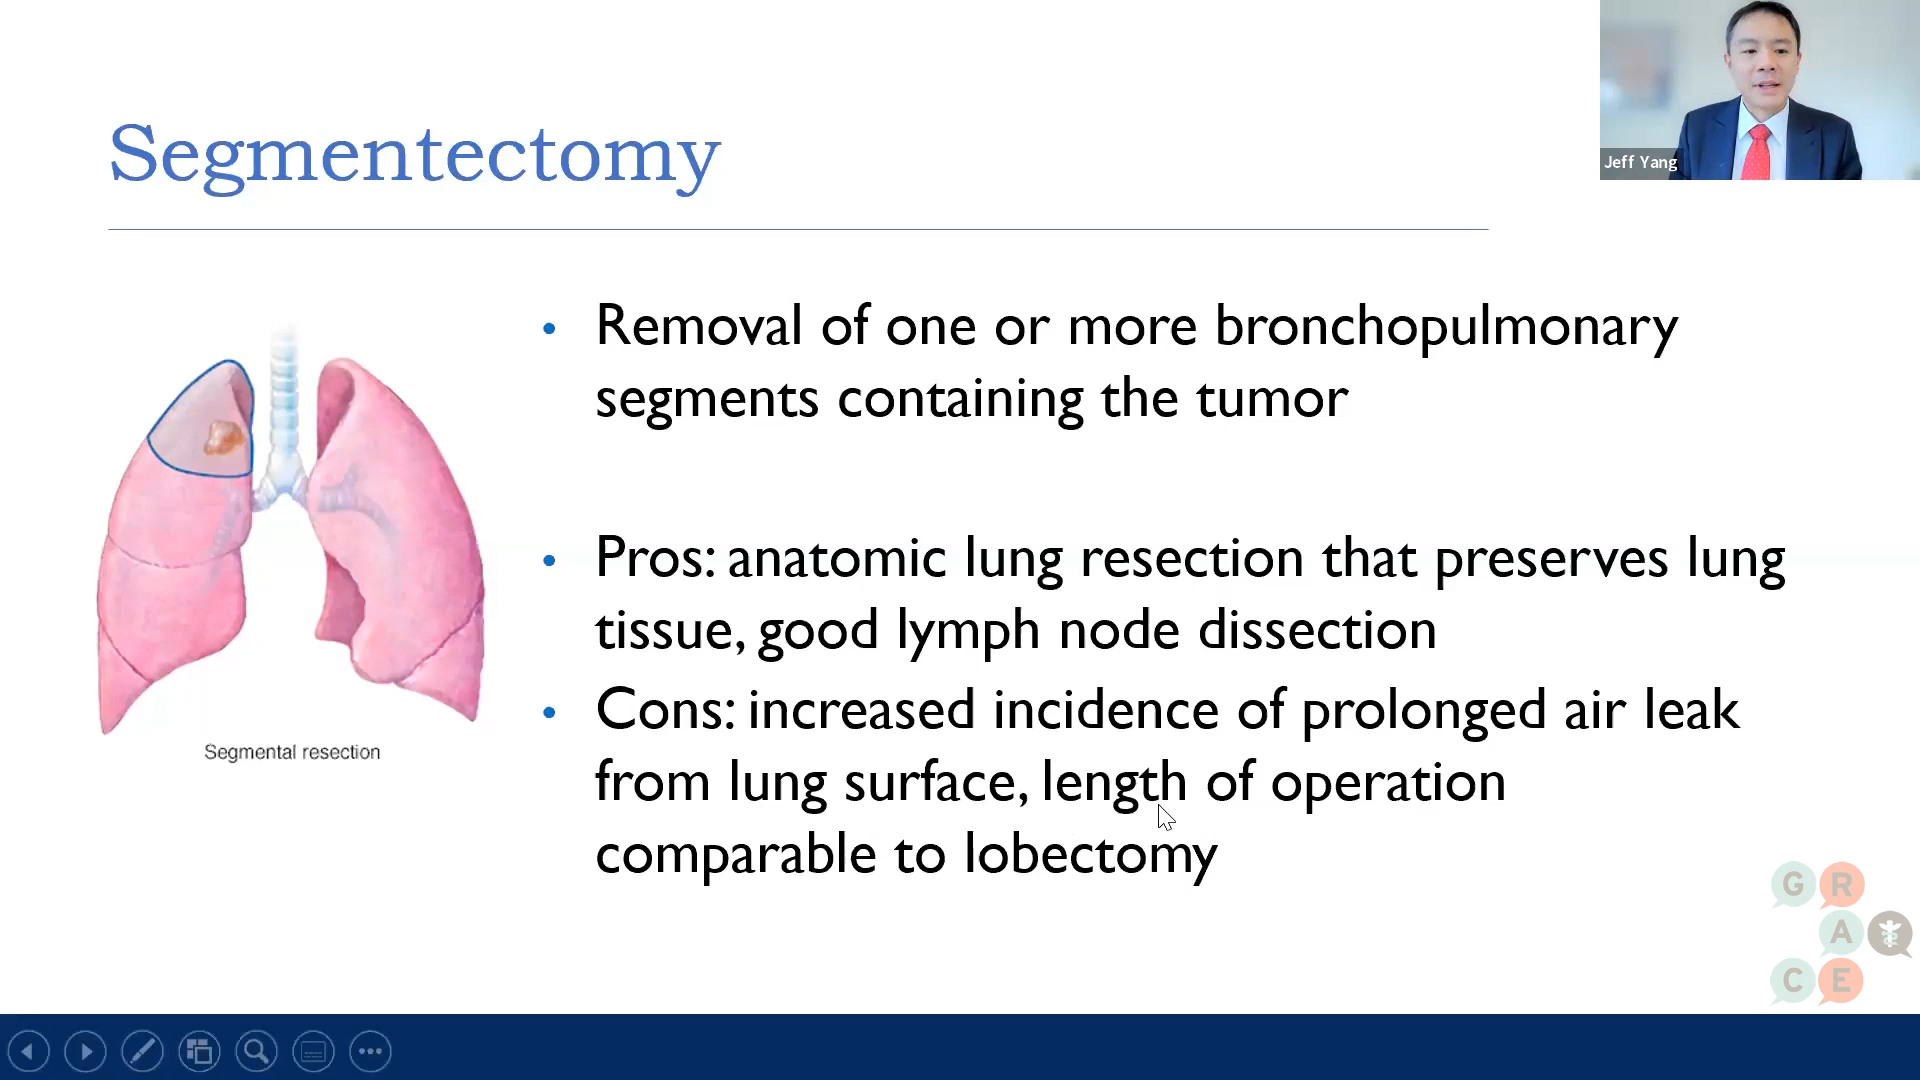 Segmentectomy
Jeff Yang
• Removal of one or more bronchopulmonary
segments containing the tumor
• Pros: anatomic lung resection that preserves lung
tissue, good lymph node dissection
• Cons: increased incidence of prolonged air leak
from lung surface, length of operation
comparable to lobectomy
Segmental resection
G R
A
C E